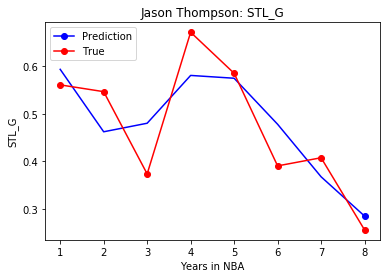 Jason Thompson: STL_G
Prediction
True
STL_G
0.6
0.5
0.4
0.3
1 2 3 4 5 6 7 8
Years in NBA